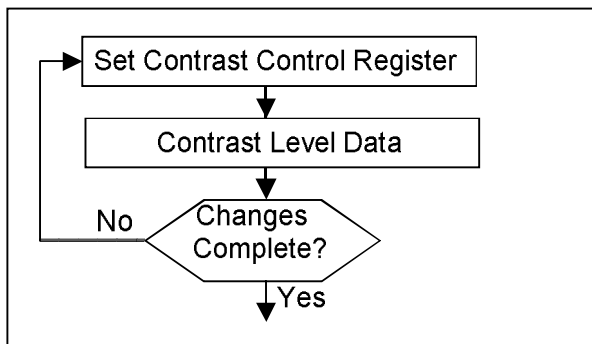 Set Contrast Control Register
Contrast Level Data
Changes
Complete?
No
Yes